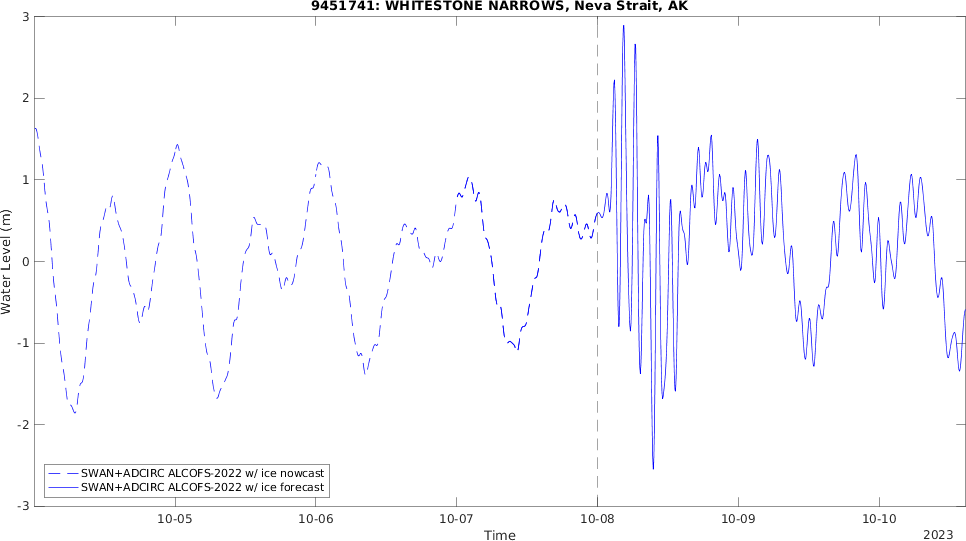 9451741: WHITESTONE NARROWS, Neva Strait, AK
3
2
1
0
-1
-2
-3
Water Level (m)
SWAN+ADCIRC ALCOFS-2022 w/ ice nowcast
SWAN+ADCIRC ALCOFS-2022 w/ ice forecast
10-05 10-06 10-07 10-08 10-09 10-10
Time
2023